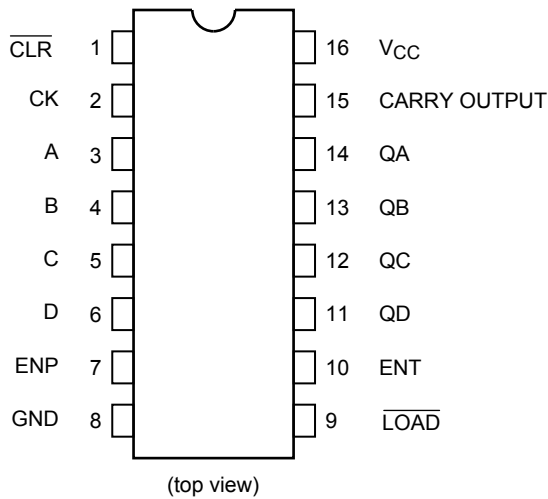 CLR 1 16 VCC
CK 2 15 CARRY OUTPUT
A 3 14 QA
B 4 13 QB
C 5 12 QC
D 6 11 QD
ENP 7 10 ENT
GND 8 9 LOAD
(top view)